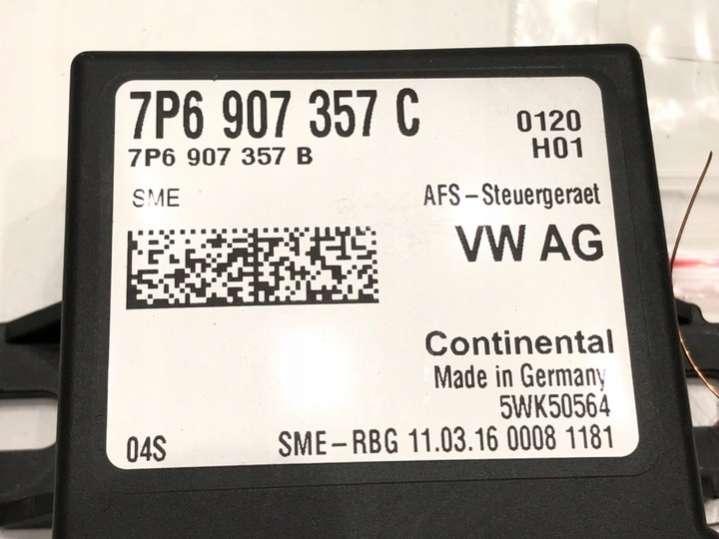 7P6 907 357 C
0120
7P6 907 357 B
H01
SME
AFS-Steuergeraet
VW AG
Continental
Made in Germany
5WK50564
04S
SME-RBG 11.03.16 0008 1181